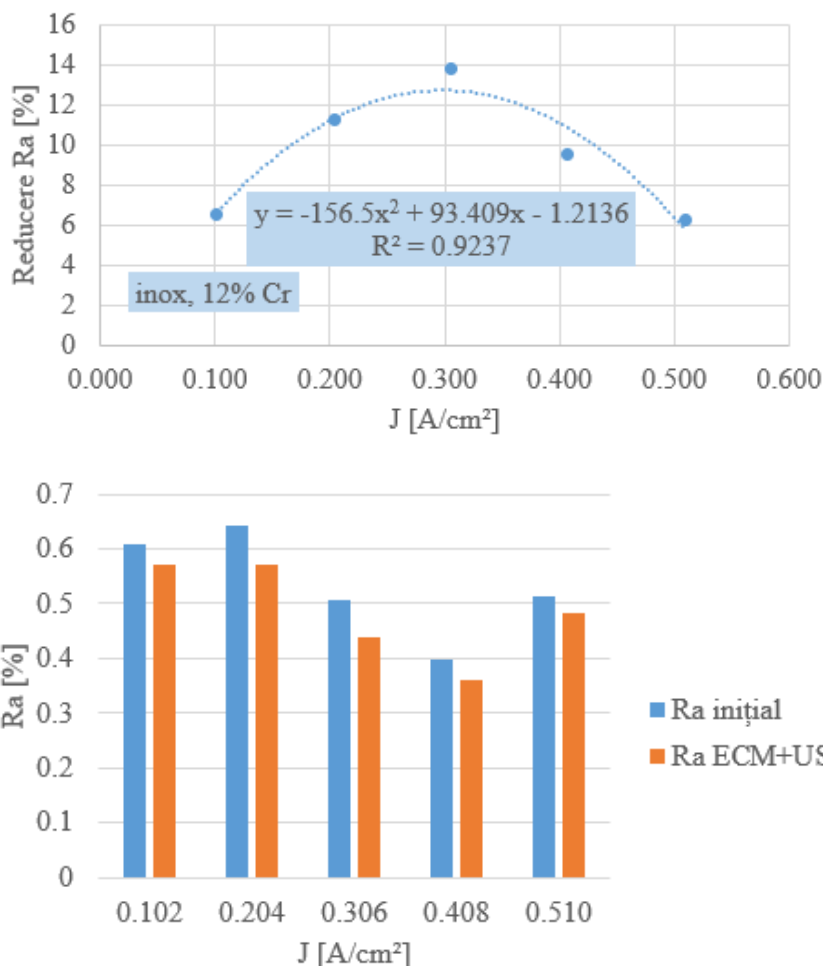 16
14
12
10
8
6
4
2
0
Reducere Ra [%]
y = -156.5x² + 93.409x - 1.2136
R² = 0.9237
inox, 12% Cr
0.000 0.100 0.200 0.300 0.400 0.500 0.600
J [A/cm²]
0.7
0.6
0.5
0.4
0.3
0.2
0.1
0
Ra [%]
Ra inițial
Ra ECM+US
0.102 0.204 0.306 0.408 0.510
J [A/cm²]